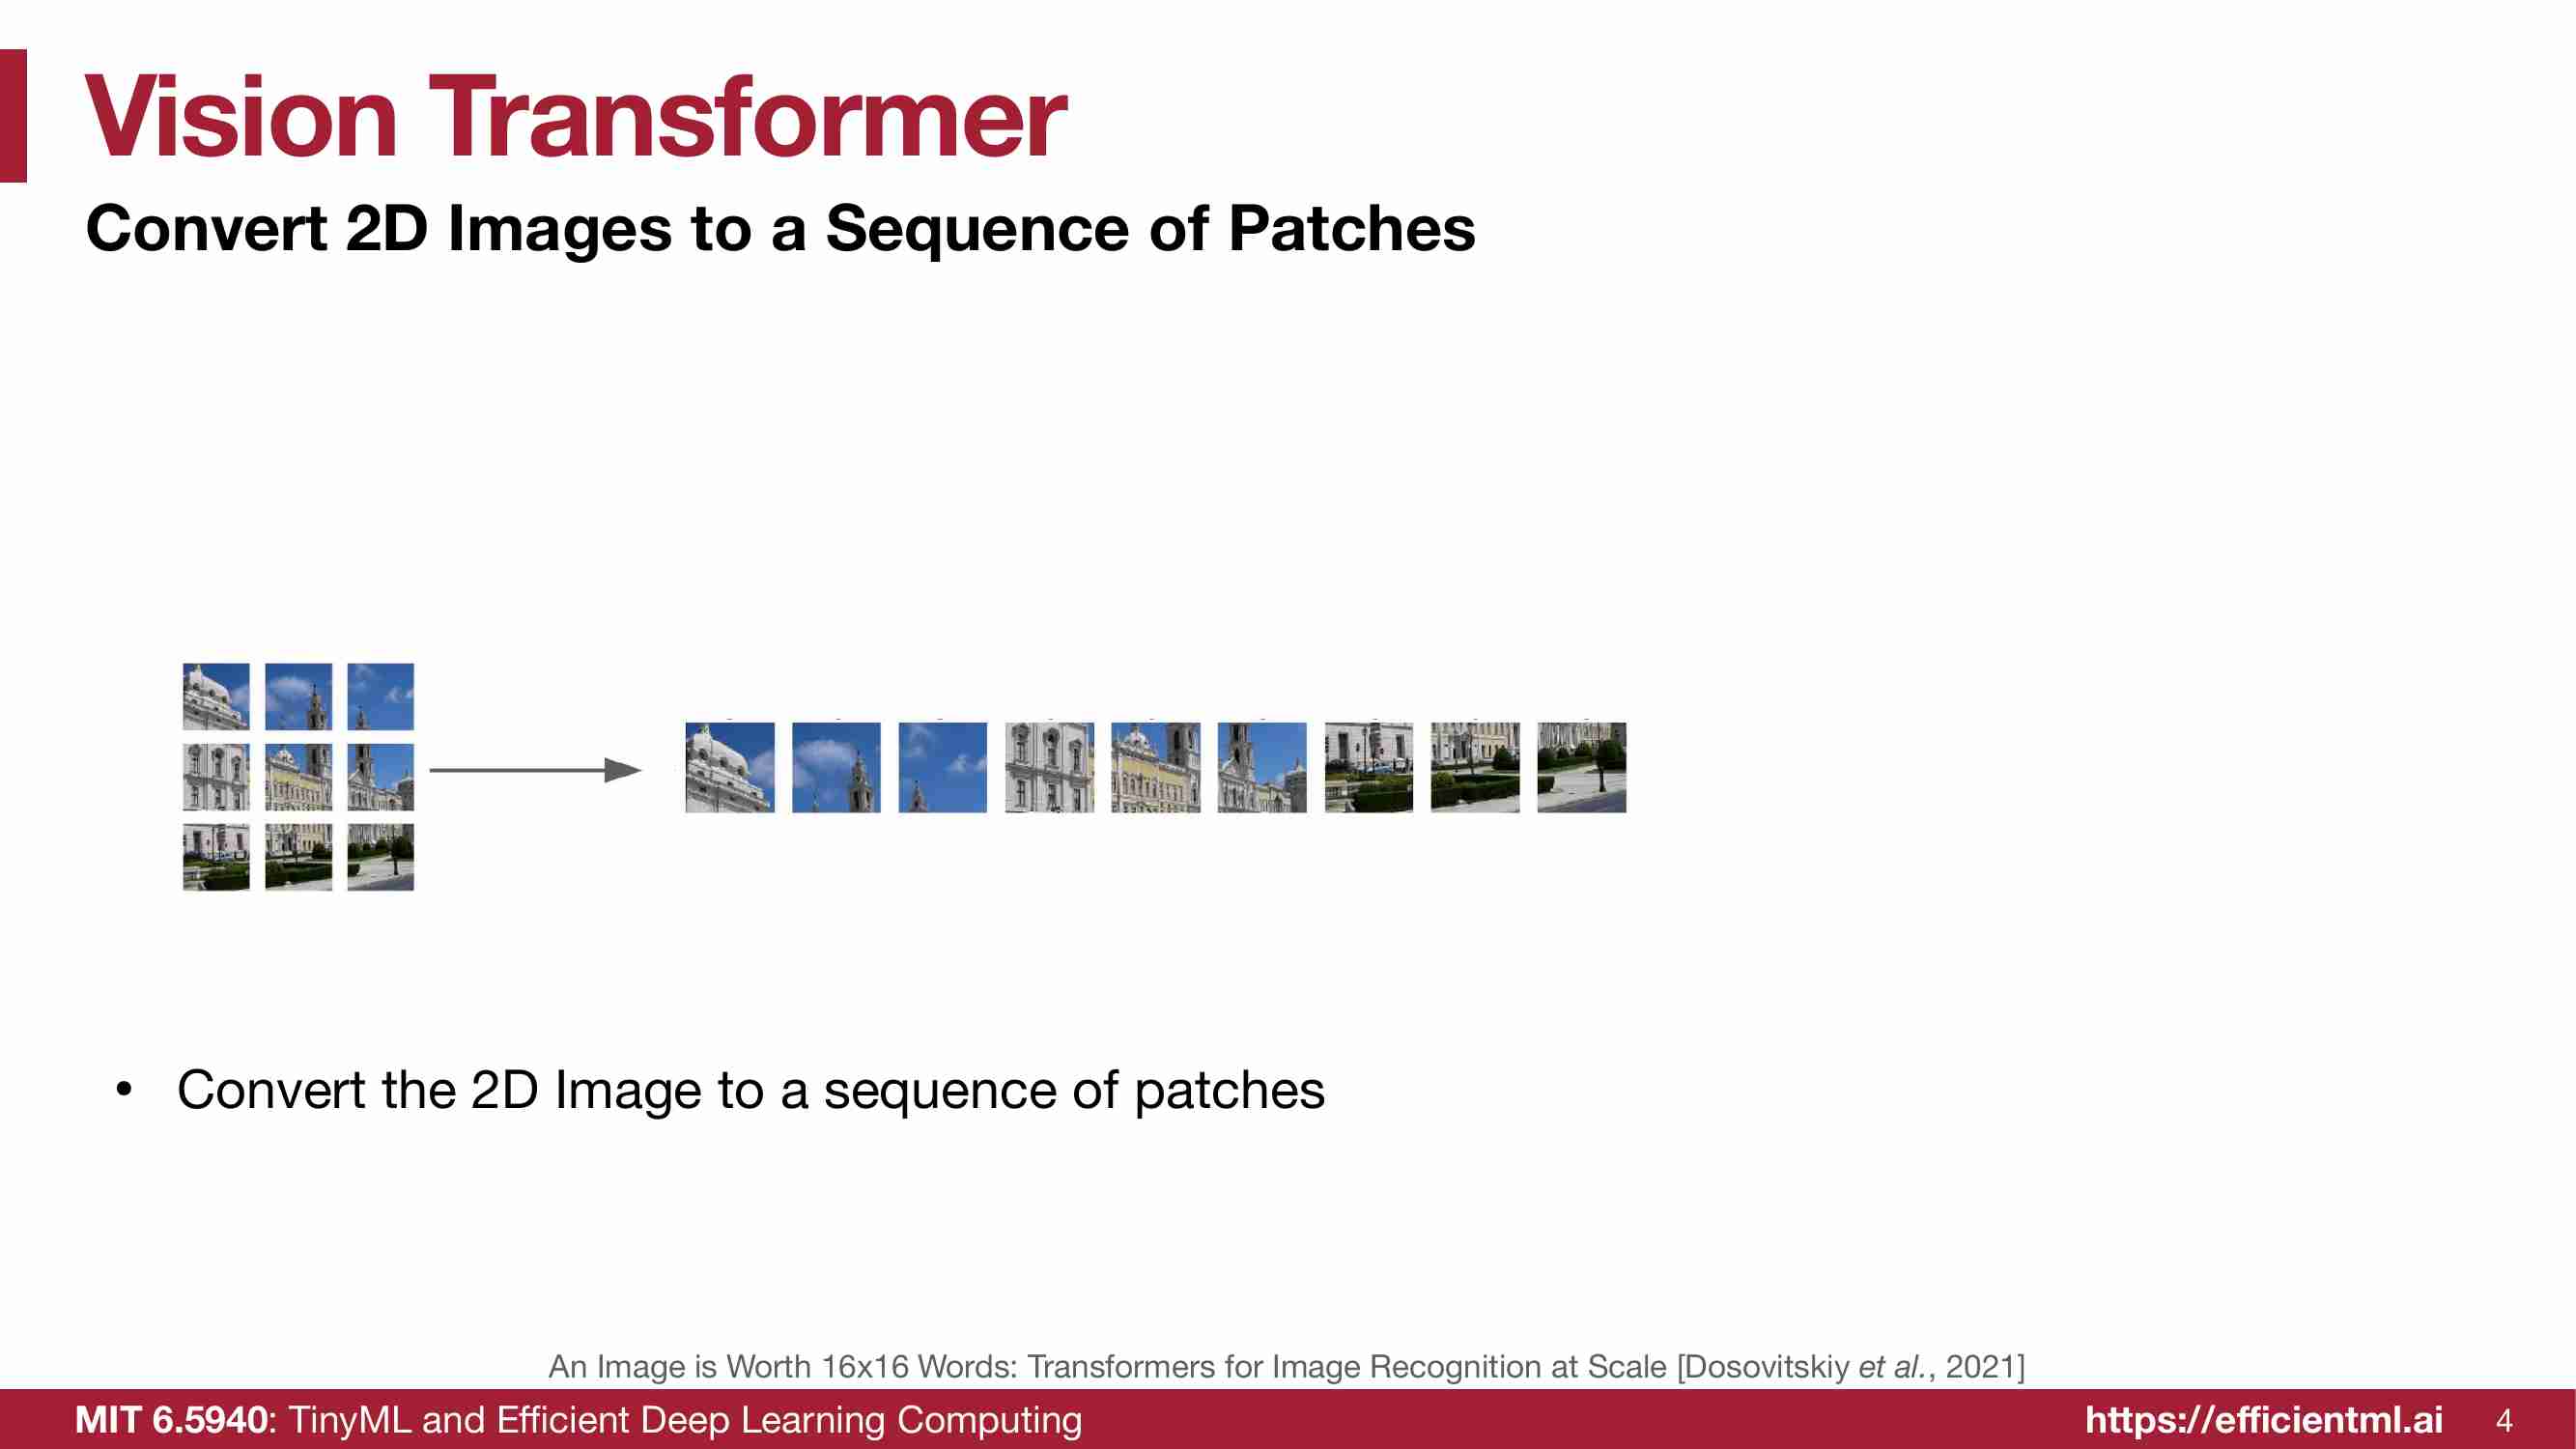 Vision Transformer
Convert 2D Images to a Sequence of Patches
• Convert the 2D Image to a sequence of patches
An Image is Worth 16x16 Words: Transformers for Image Recognition at Scale [Dosovitskiy et al., 2021]
MIT 6.5940: TinyML and Efficient Deep Learning Computing
https://efficientml.ai
4